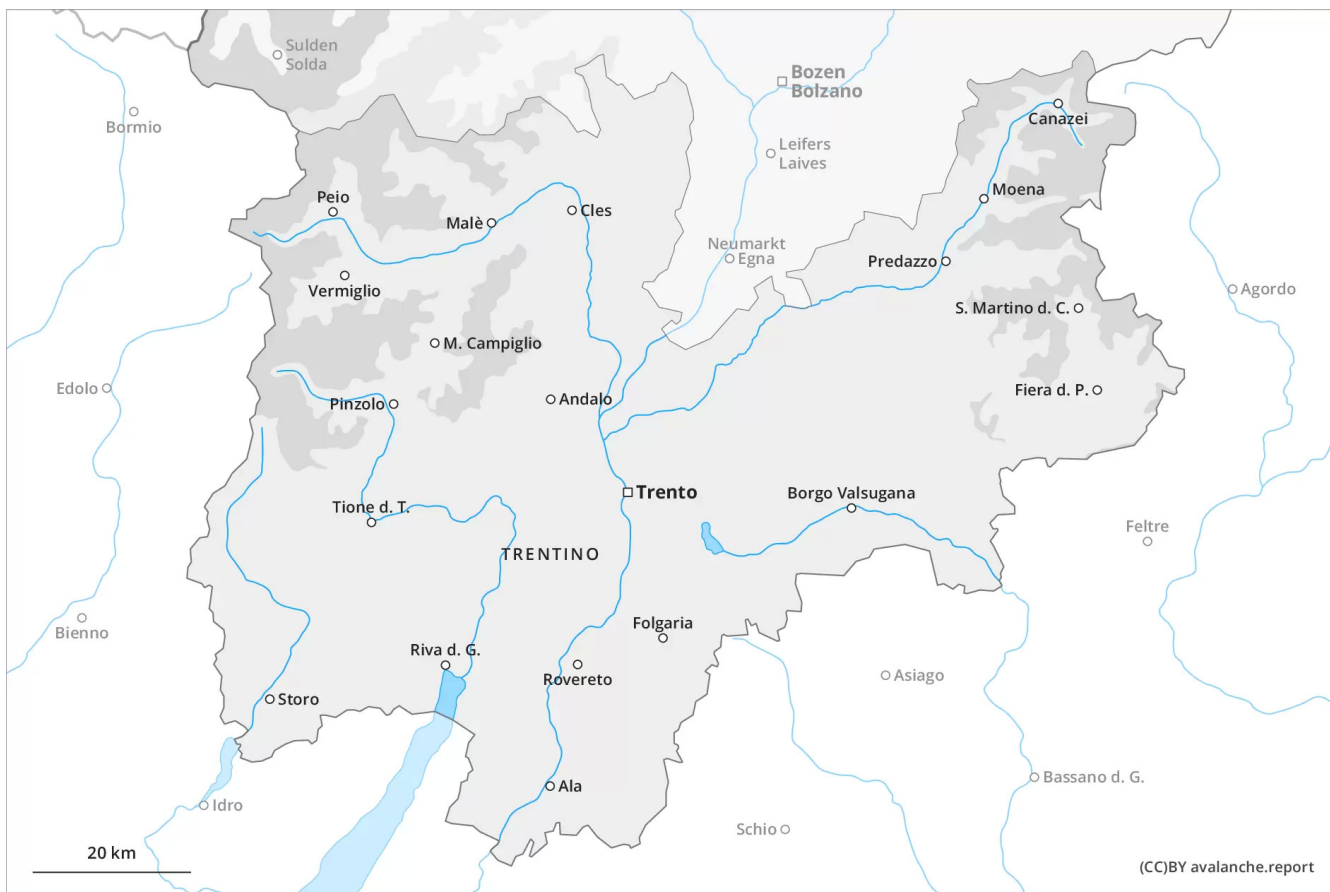 Sulden
Solda
Bozen
Bolzano
Bormio
Canazei
Leifers
Laives
Peio
Moena
Malè
Cles
Neumarkt
Egna
Predazzo
Vermiglio
Agordo
S. Martino d. C.
M. Campiglio
Edolo
Fiera d. P.
Pinzolo
Andalo
Trento
Borgo Valsugana
Tione d. T.
Feltre
TRENTINO
Bienno
Folgaria
Riva d. G.
Asiago
Rovereto
Storo
Bassano d. G.
Ala
Idro
Schio
20 km
(CC)BY avalanche.report